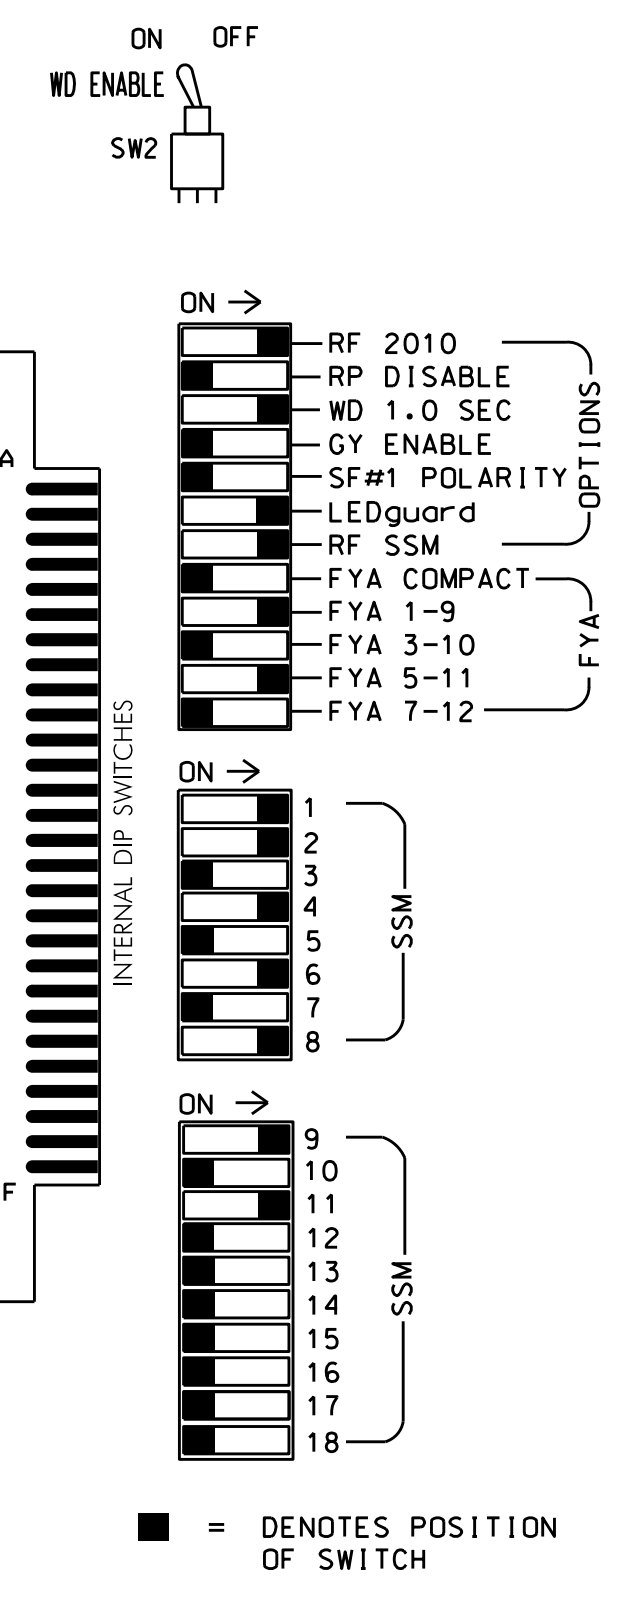 ON OFF
WD ENABLE
SW2
ON
RF 2010
RP DISABLE
WD 1.0 SEC
GY ENABLE
SF#1 POLARITY
LEDguard
RF SSM
OPTIONS
FYA COMPACT
FYA 1-9
FYA 3-10
FYA 5-11
FYA 7-12
FYA
A
F
INTERNAL DIP SWITCHES
ON
1
2
3
4
5
6
7
8
SSM
ON
9
10
11
12
13
14
15
16
17
18
SSM
= DENOTES POSITION
OF SWITCH